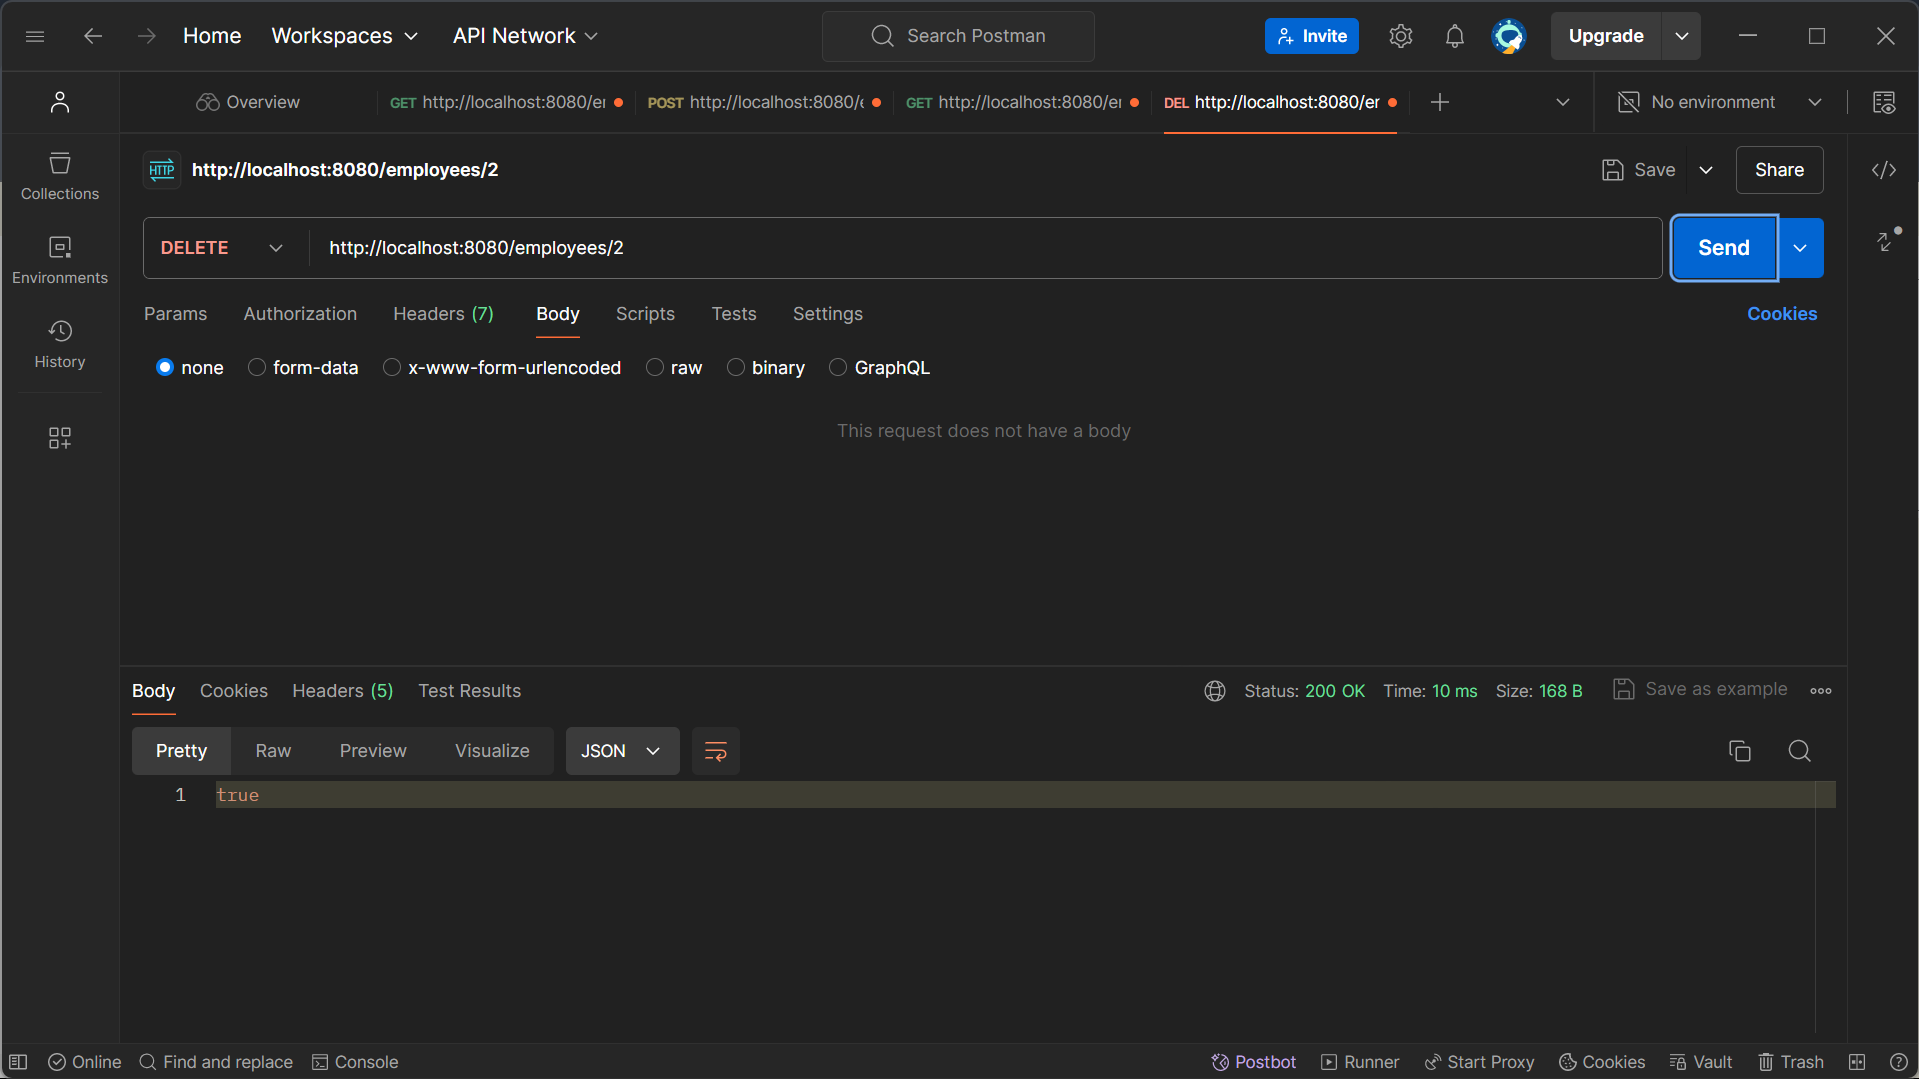 Home Workspaces API Network Search Postman Invite Upgrade
Overview GET http://localhost:8080/er POST http://localhost:8080/e GET http://localhost:8080/er DEL http://localhost:8080/er No environment
HTTP http://localhost:8080/employees/2 Save Share
Collections
DELETE http://localhost:8080/employees/2 Send
Environments
Params Authorization Headers (7) Body Scripts Tests Settings Cookies
History
none form-data x-www-form-urlencoded raw binary GraphQL
This request does not have a body
Body Cookies Headers (5) Test Results Status: 200 OK Time: 10 ms Size: 168 B Save as example
Pretty Raw Preview Visualize JSON
1 true
Online Find and replace Console Postbot Runner Start Proxy Cookies Vault Trash